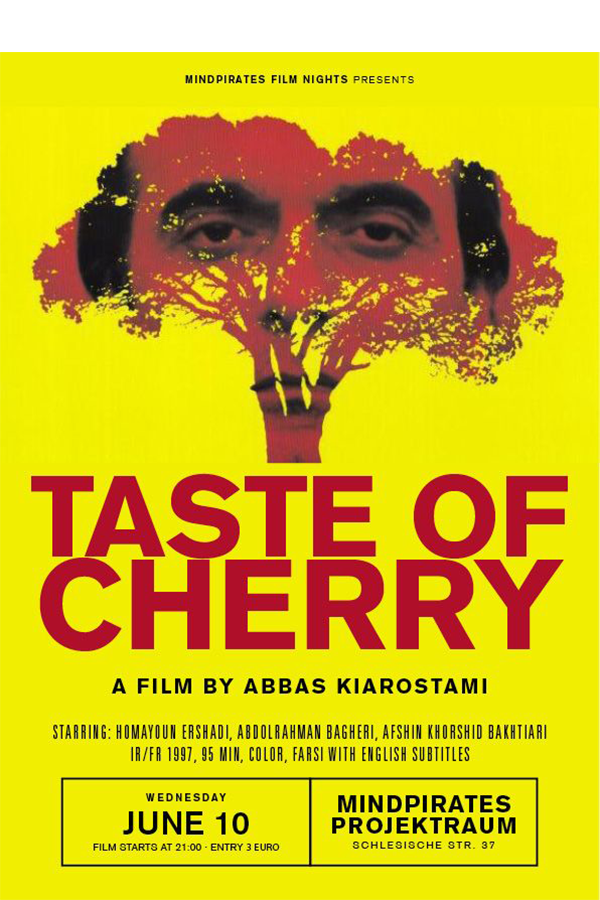 MINDPIRATES FILM NIGHTS PRESENTS
TASTE OF
CHERRY
A FILM BY ABBAS KIAROSTAMI
STARRING: HOMAYOUN ERSHADI, ABDOLRAHMAN BAGHERI, AFSHIN KHORSHID BAKHTIARI
IR/FR 1997, 95 MIN, COLOR, FARSI WITH ENGLISH SUBTITLES
WEDNESDAY
JUNE 10
FILM STARTS AT 21:00 · ENTRY 3 EURO
MINDPIRATES
PROJEKTRAUM
SCHLESISCHE STR. 37